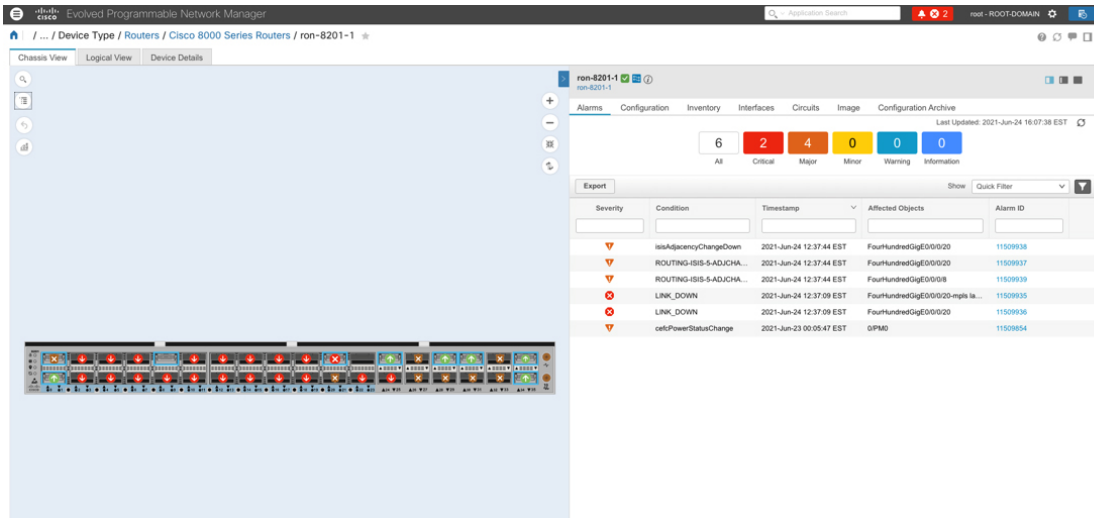 cisco Evolved Programmable Network Manager
Application Search
2
root - ROOT-DOMAIN
/ ... / Device Type / Routers / Cisco 8000 Series Routers / ron-8201-1
Chassis View Logical View Device Details
ron-8201-1
ron-8201-1
Alarms Configuration Inventory Interfaces Circuits Image Configuration Archive
Last Updated: 2021-Jun-24 16:07:38 EST
6 2 4 0 0 0
All Critical Major Minor Warning Information
Export Show Quick Filter
Severity Condition Timestamp Affected Objects Alarm ID
isisAdjacencyChangeDown 2021-Jun-24 12:37:44 EST FourHundredGigE0/0/0/20 11509938
ROUTING-ISIS-5-ADJCHA... 2021-Jun-24 12:37:44 EST FourHundredGigE0/0/0/20 11509937
ROUTING-ISIS-5-ADJCHA... 2021-Jun-24 12:37:44 EST FourHundredGigE0/0/0/8 11509939
LINK_DOWN 2021-Jun-24 12:37:09 EST FourHundredGigE0/0/0/20-mpls la... 11509935
LINK_DOWN 2021-Jun-24 12:37:09 EST FourHundredGigE0/0/0/20 11509936
cefcPowerStatusChange 2021-Jun-23 00:05:47 EST 0/PM0 11509854